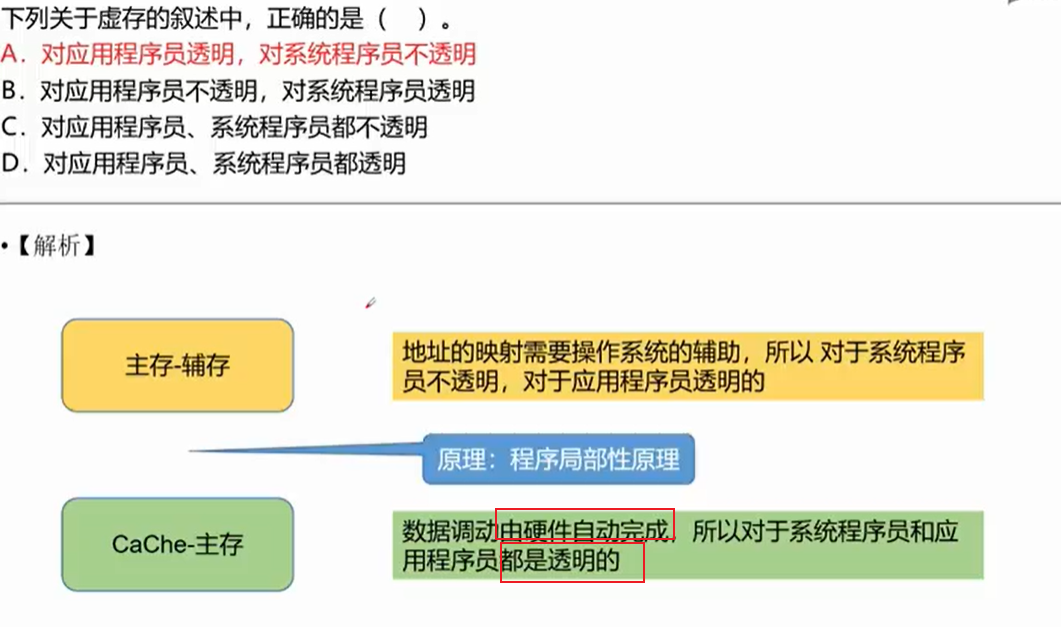 下列关于虚存的叙述中，正确的是（ ）。
A．对应用程序员透明，对系统程序员不透明
B．对应用程序员不透明，对系统程序员透明
C．对应用程序员、系统程序员都不透明
D．对应用程序员、系统程序员都透明
•【解析】
主存-辅存
地址的映射需要操作系统的辅助，所以 对于系统程序
员不透明，对于应用程序员透明的
原理：程序局部性原理
CaChe-主存
数据调动由硬件自动完成，所以对于系统程序员和应
用程序员都是透明的